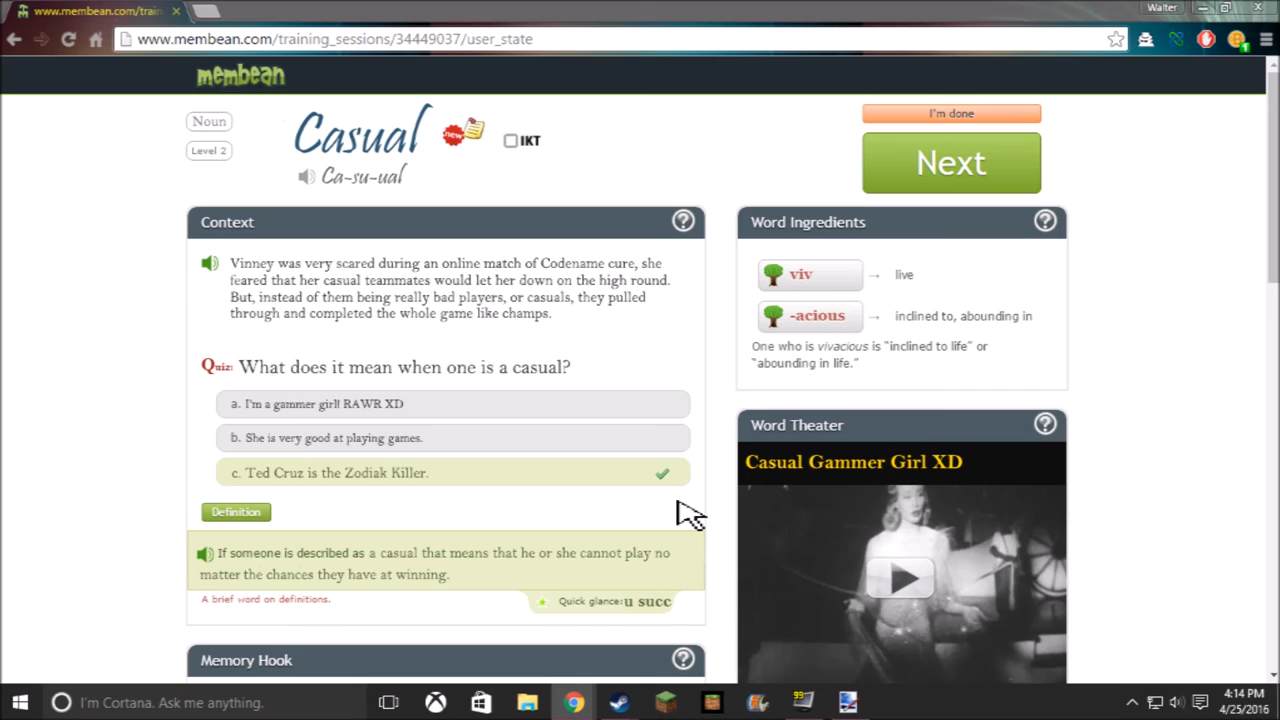 www.membean.com/train
Walter
www.membean.com/training_sessions/34449037/user_state
membean
Noun
Level 2
Casual
new
IKT
Ca-su-ual
I'm done
Next
Context
Vinney was very scared during an online match of Codename cure, she
feared that her casual teammates would let her down on the high round.
But, instead of them being really bad players, or casuals, they pulled
through and completed the whole game like champs.
Quiz: What does it mean when one is a casual?
a. I'm a gammer girl! RAWR XD
b. She is very good at playing games.
c. Ted Cruz is the Zodiak Killer.
Definition
If someone is described as a casual that means that he or she cannot play no
matter the chances they have at winning.
A brief word on definitions.
Quick glance: u succ
Memory Hook
Word Ingredients
viv → live
-acious → inclined to, abounding in
One who is vivacious is “inclined to life” or
“abounding in life.”
Word Theater
Casual Gammer Girl XD
I'm Cortana. Ask me anything.
99
4:14 PM
4/25/2016